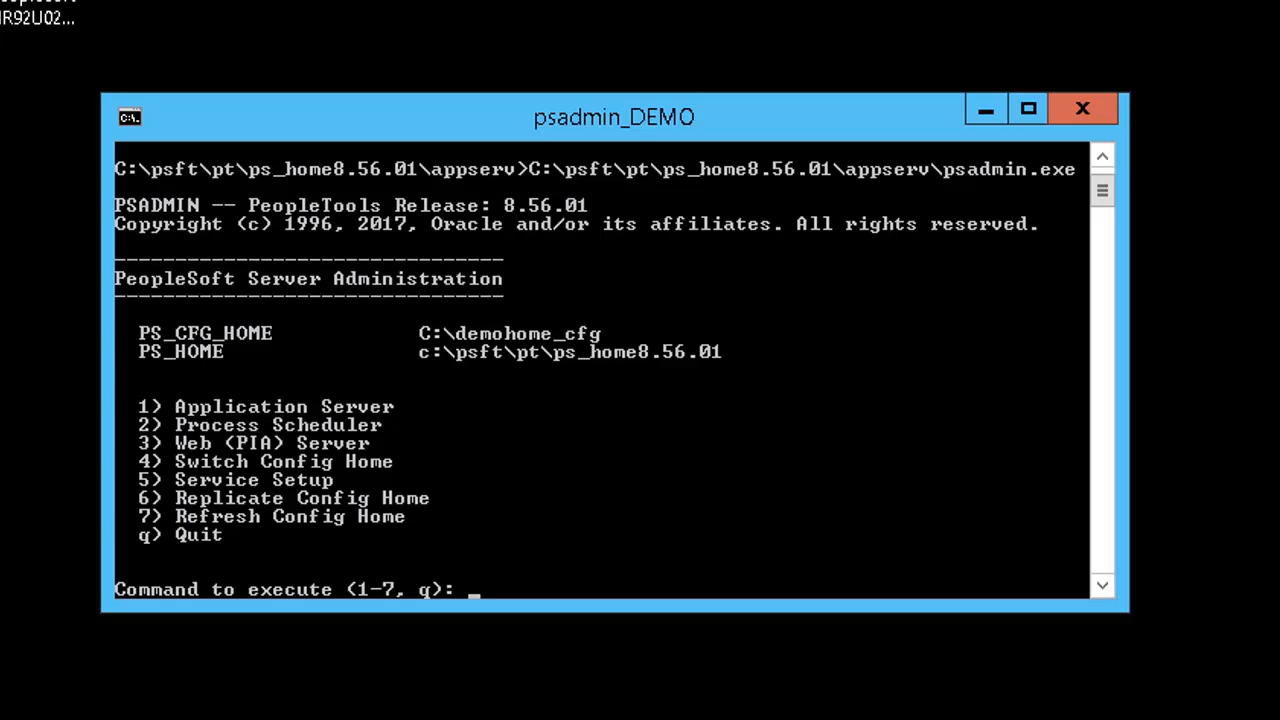 IR92U02...
psadmin_DEMO
C:\psft\pt\ps_home8.56.01\appserv>C:\psft\pt\ps_home8.56.01\appserv\psadmin.exe
PSADMIN -- PeopleTools Release: 8.56.01
Copyright (c) 1996, 2017, Oracle and/or its affiliates. All rights reserved.
--------------------------------
PeopleSoft Server Administration
--------------------------------
PS_CFG_HOME C:\demohome_cfg
PS_HOME c:\psft\pt\ps_home8.56.01
1) Application Server
2) Process Scheduler
3) Web (PIA) Server
4) Switch Config Home
5) Service Setup
6) Replicate Config Home
7) Refresh Config Home
q) Quit
Command to execute (1-7, q): _